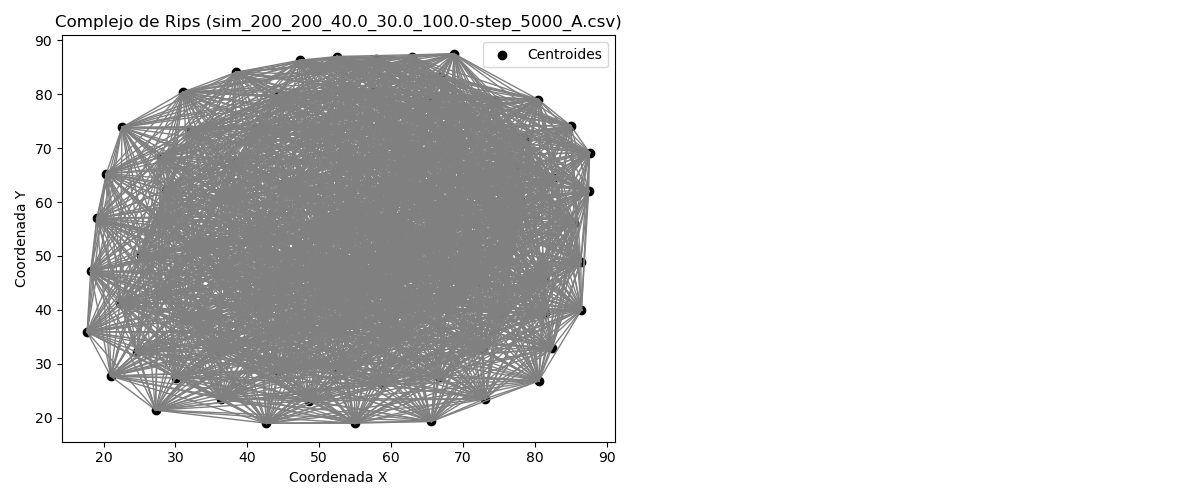 Complejo de Rips (sim_200_200_40.0_30.0_100.0-step_5000_A.csv)
Centroides
90
80
70
60
50
40
30
20
Coordenada Y
20 30 40 50 60 70 80 90
Coordenada X